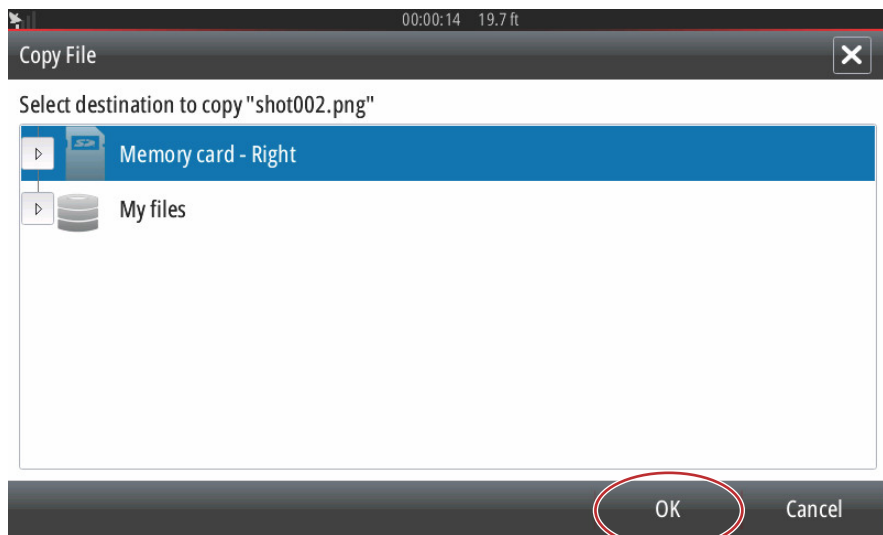 00:00:14 19.7 ft
Copy File
Select destination to copy "shot002.png"
Memory card - Right
My files
OK Cancel